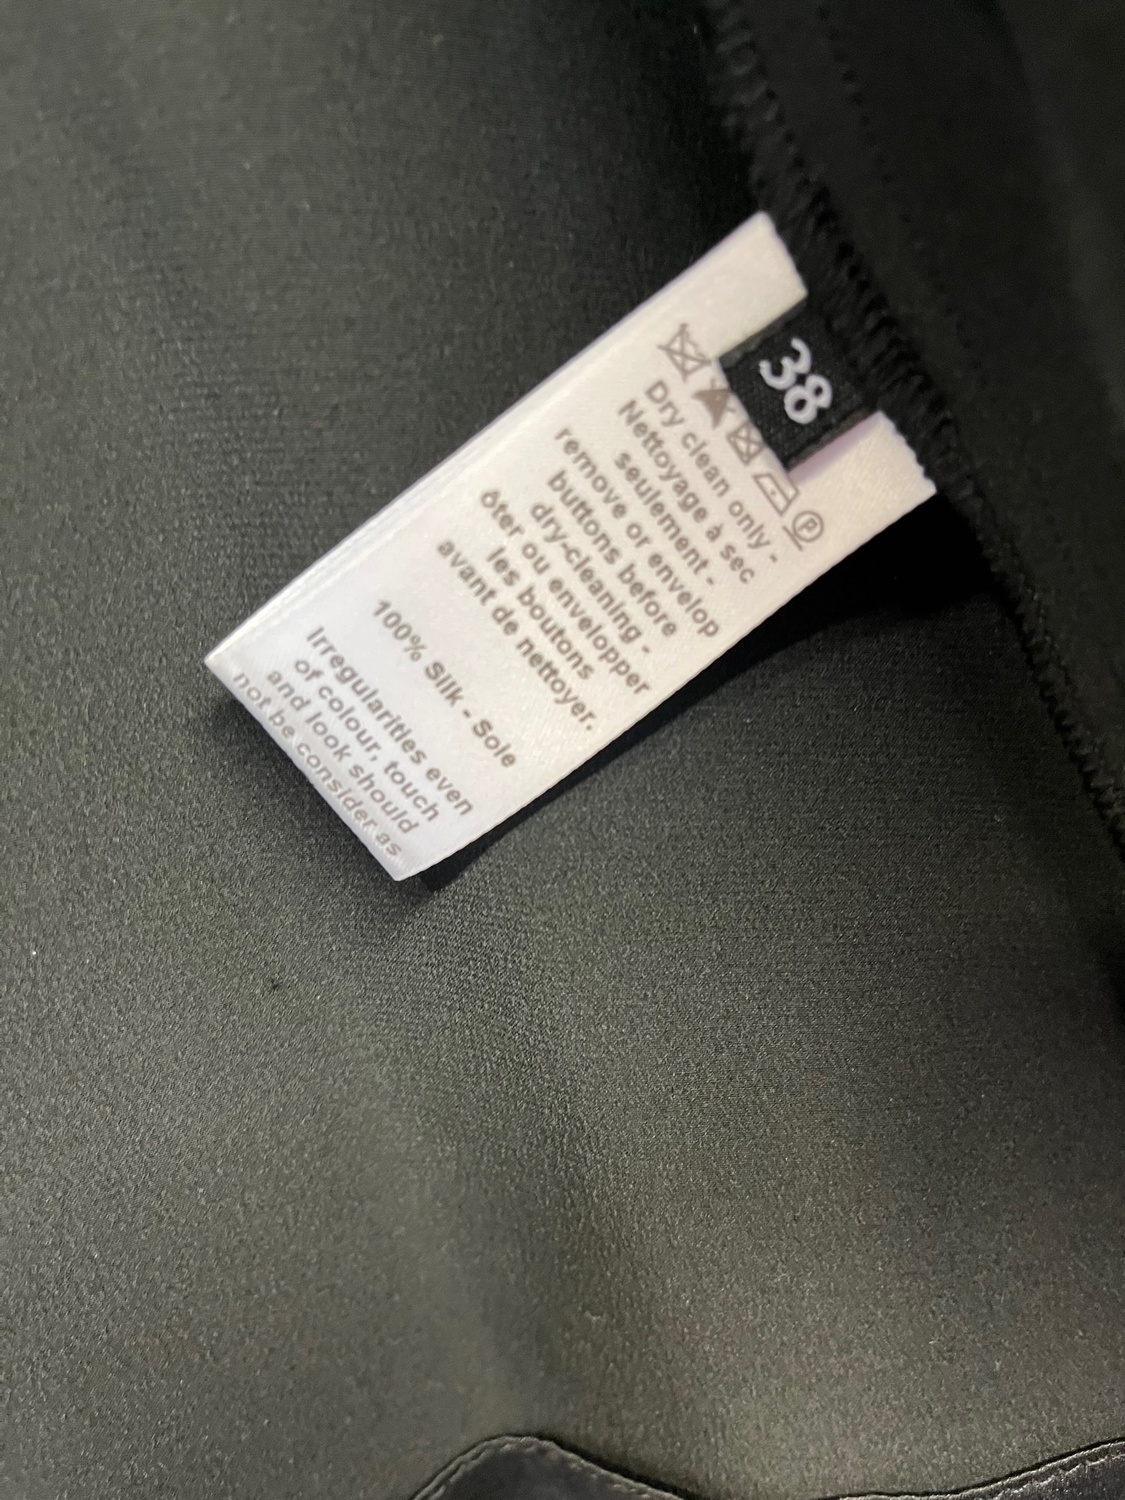 38
P
Dry clean only -
Nettoyage à sec
seulement -
remove or envelop
buttons before
dry-cleaning -
ôter ou envelopper
les boutons
avant de nettoyer.
100% Silk - Soie
Irregularities even
of colour, touch
and look should
not be consider as